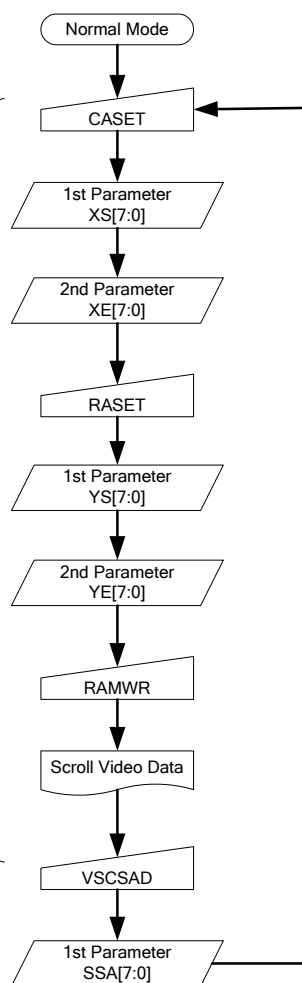 Normal Mode
CASET
1st Parameter
XS[7:0]
2nd Parameter
XE[7:0]
RASET
1st Parameter
YS[7:0]
2nd Parameter
YE[7:0]
RAMWR
Scroll Video Data
VSCSAD
1st Parameter
SSA[7:0]